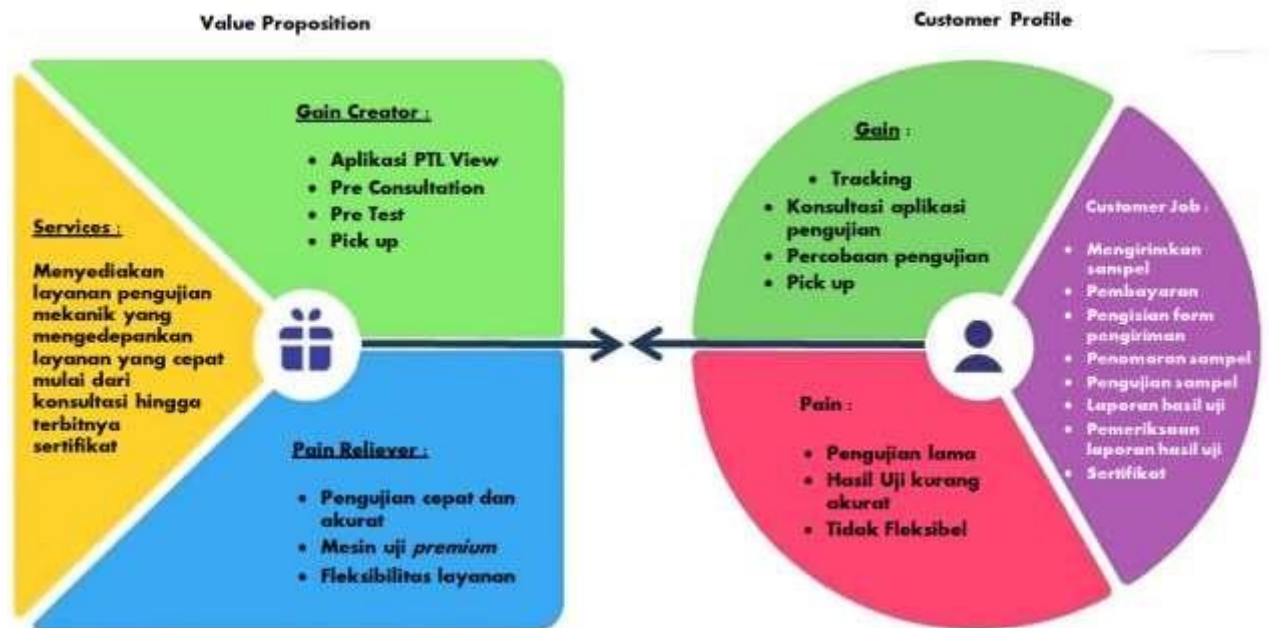 Value Proposition
Customer Profile
Gain Creator :
• Aplikasi PTL View
• Pre Consultation
• Pre Test
• Pick up
Services :
Menyediakan
layanan pengujian
mekanik yang
mengedepankan
layanan yang cepat
mulai dari
konsultasi hingga
terbitnya
sertifikat
Pain Reliever :
• Pengujian cepat dan
akurat
• Mesin uji premium
• Fleksibilitas layanan
Gain :
• Tracking
• Konsultasi aplikasi
pengujian
• Percobaan pengujian
• Pick up
Pain :
• Pengujian lama
• Hasil Uji kurang
akurat
• Tidak Fleksibel
Customer Job :
• Mengirimkan
sampel
• Pembayaran
• Pengisian form
pengiriman
• Penomaran sampel
• Pengujian sampel
• Laporan hasil uji
• Pemeriksaan
laporan hasil uji
• Sertifikat